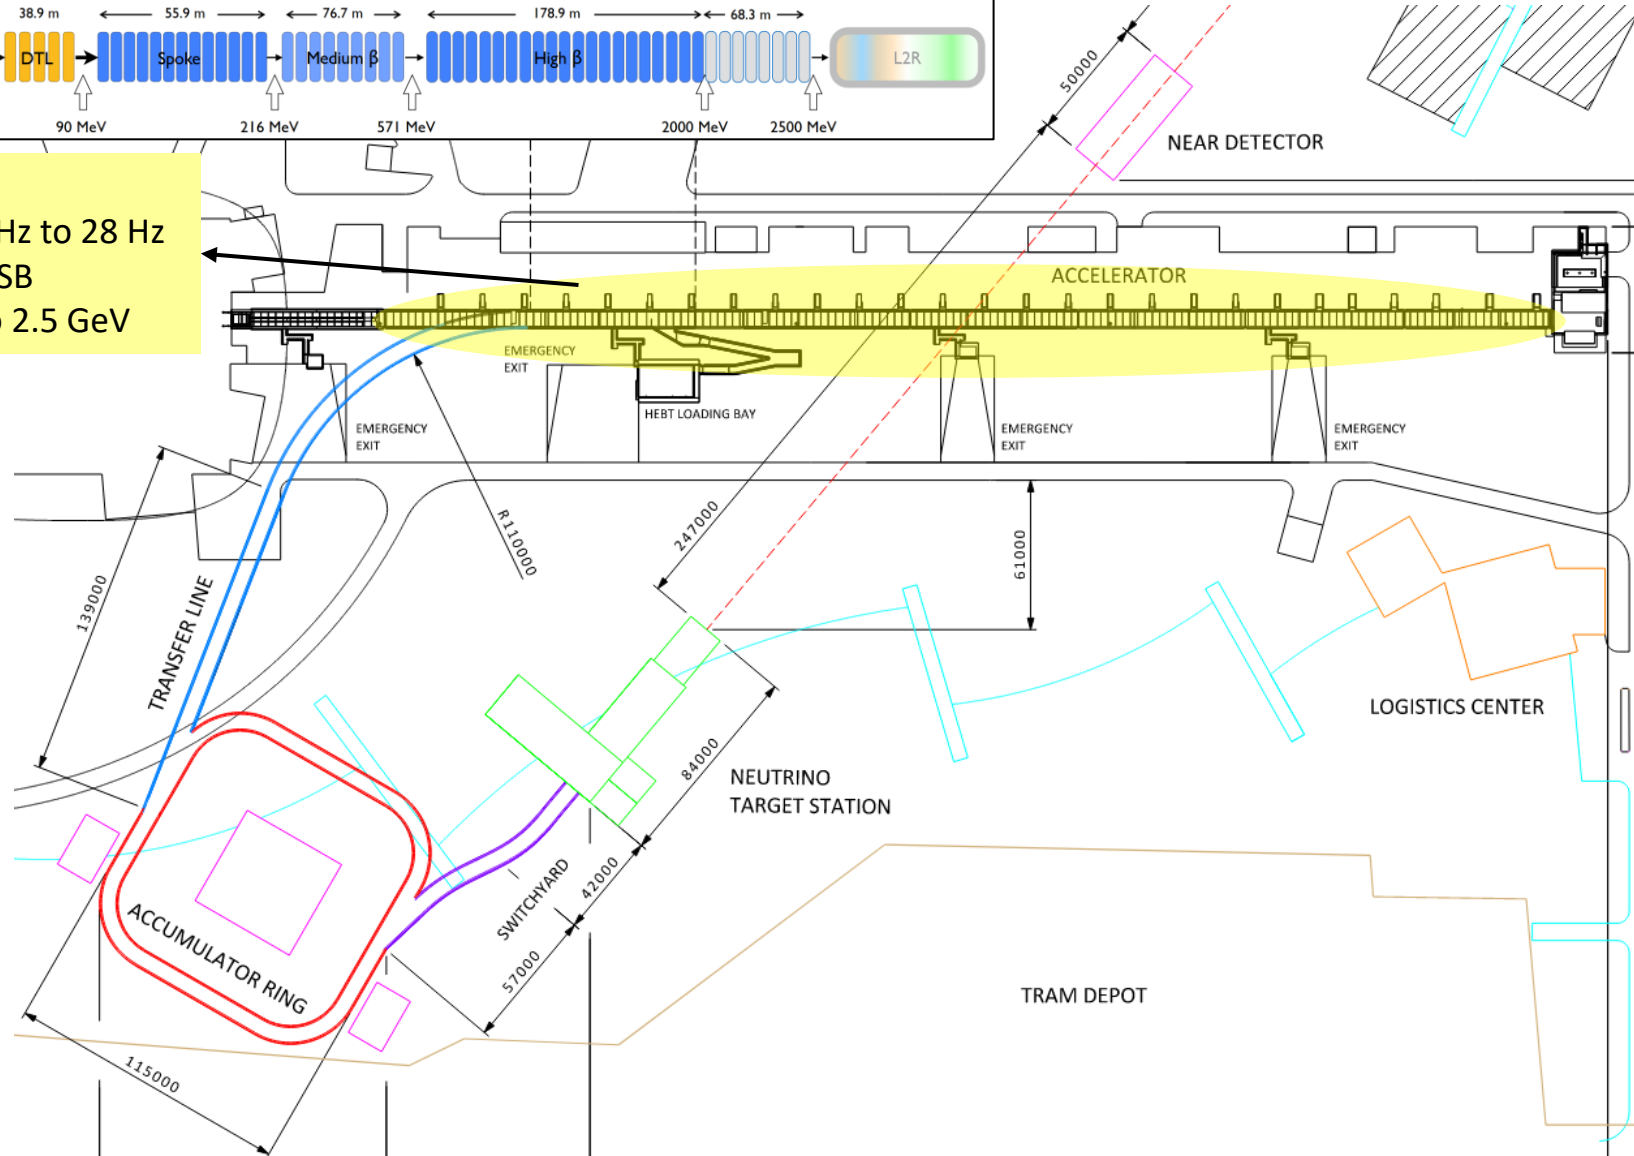 38.9 m
55.9 m
76.7 m
178.9 m
68.3 m
DTL
Spoke
Medium β
High β
L2R
90 MeV
216 MeV
571 MeV
2000 MeV
2500 MeV
Hz to 28 Hz
SB
2.5 GeV
50000
NEAR DETECTOR
ACCELERATOR
EMERGENCY
EXIT
HEBT LOADING BAY
EMERGENCY
EXIT
EMERGENCY
EXIT
EMERGENCY
EXIT
247000
R110000
61000
139000
TRANSFER LINE
LOGISTICS CENTER
84000
NEUTRINO
TARGET STATION
SWITCHYARD
42000
57000
ACCUMULATOR RING
TRAM DEPOT
115000